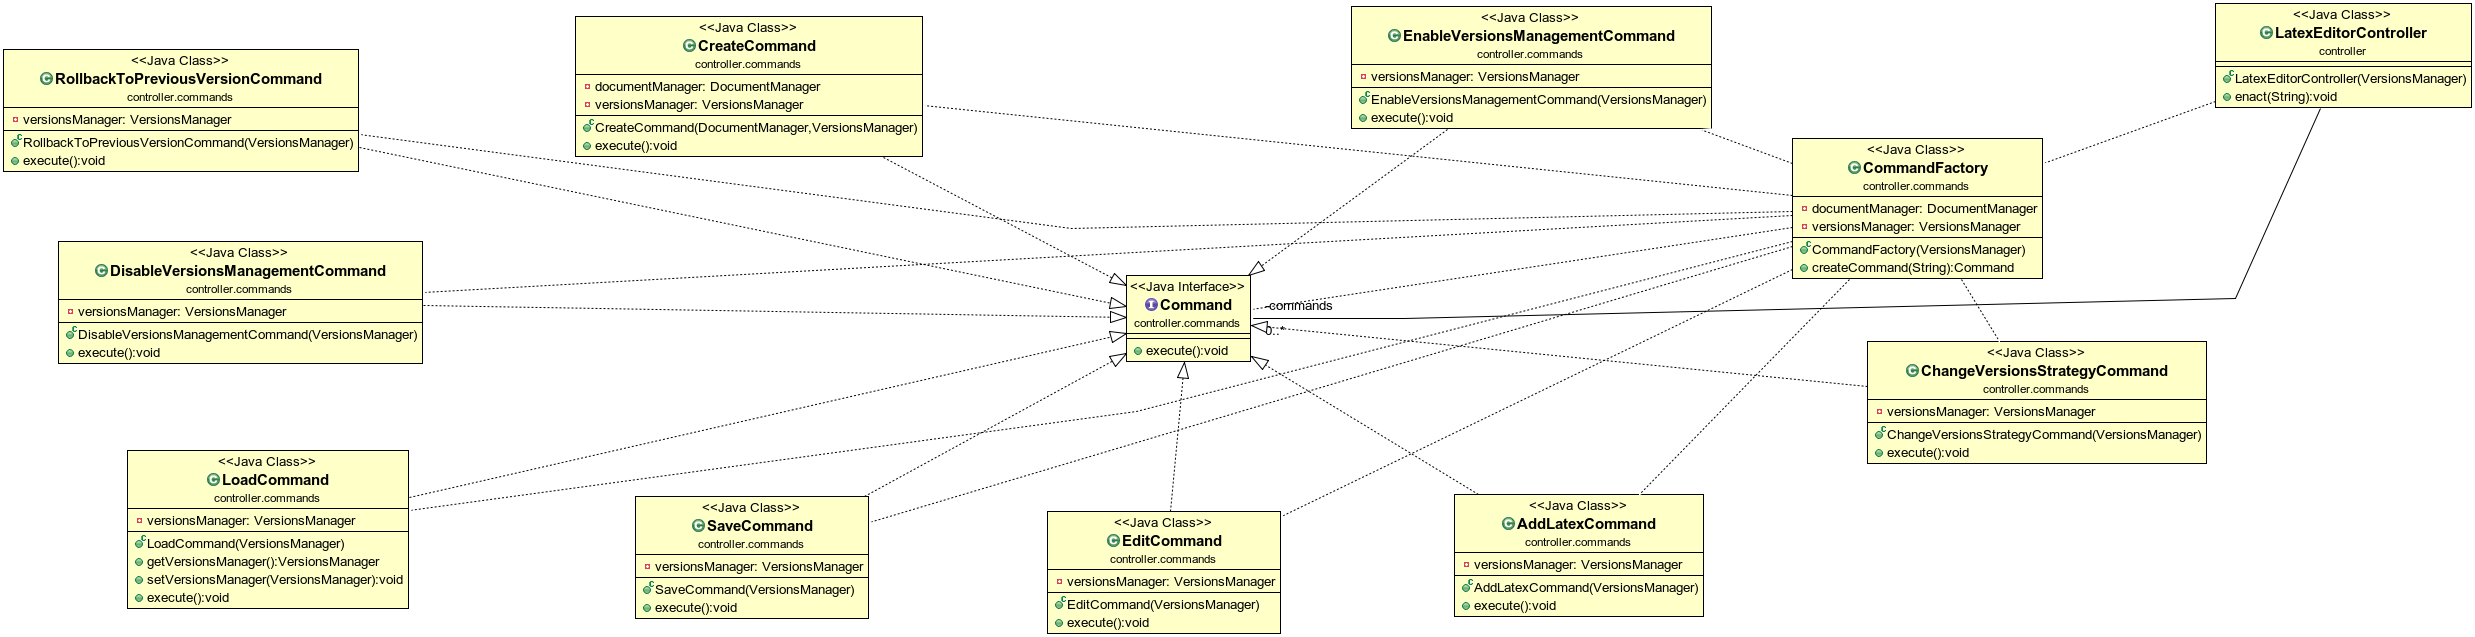 <<Java Class>>
RollbackToPreviousVersionCommand
controller.commands
versionsManager: VersionsManager
RollbackToPreviousVersionCommand(VersionsManager)
execute():void
<<Java Class>>
CreateCommand
controller.commands
documentManager: DocumentManager
versionsManager: VersionsManager
CreateCommand(DocumentManager,VersionsManager)
execute():void
<<Java Class>>
EnableVersionsManagementCommand
controller.commands
versionsManager: VersionsManager
EnableVersionsManagementCommand(VersionsManager)
execute():void
<<Java Class>>
LatexEditorController
controller
LatexEditorController(VersionsManager)
enact(String):void
<<Java Class>>
CommandFactory
controller.commands
documentManager: DocumentManager
versionsManager: VersionsManager
CommandFactory(VersionsManager)
createCommand(String):Command
<<Java Class>>
DisableVersionsManagementCommand
controller.commands
versionsManager: VersionsManager
DisableVersionsManagementCommand(VersionsManager)
execute():void
<<Java Interface>>
Command
controller.commands
execute():void
-commands
0..*
<<Java Class>>
ChangeVersionsStrategyCommand
controller.commands
versionsManager: VersionsManager
ChangeVersionsStrategyCommand(VersionsManager)
execute():void
<<Java Class>>
LoadCommand
controller.commands
versionsManager: VersionsManager
LoadCommand(VersionsManager)
getVersionsManager():VersionsManager
setVersionsManager(VersionsManager):void
execute():void
<<Java Class>>
SaveCommand
controller.commands
versionsManager: VersionsManager
SaveCommand(VersionsManager)
execute():void
<<Java Class>>
EditCommand
controller.commands
versionsManager: VersionsManager
EditCommand(VersionsManager)
execute():void
<<Java Class>>
AddLatexCommand
controller.commands
versionsManager: VersionsManager
AddLatexCommand(VersionsManager)
execute():void